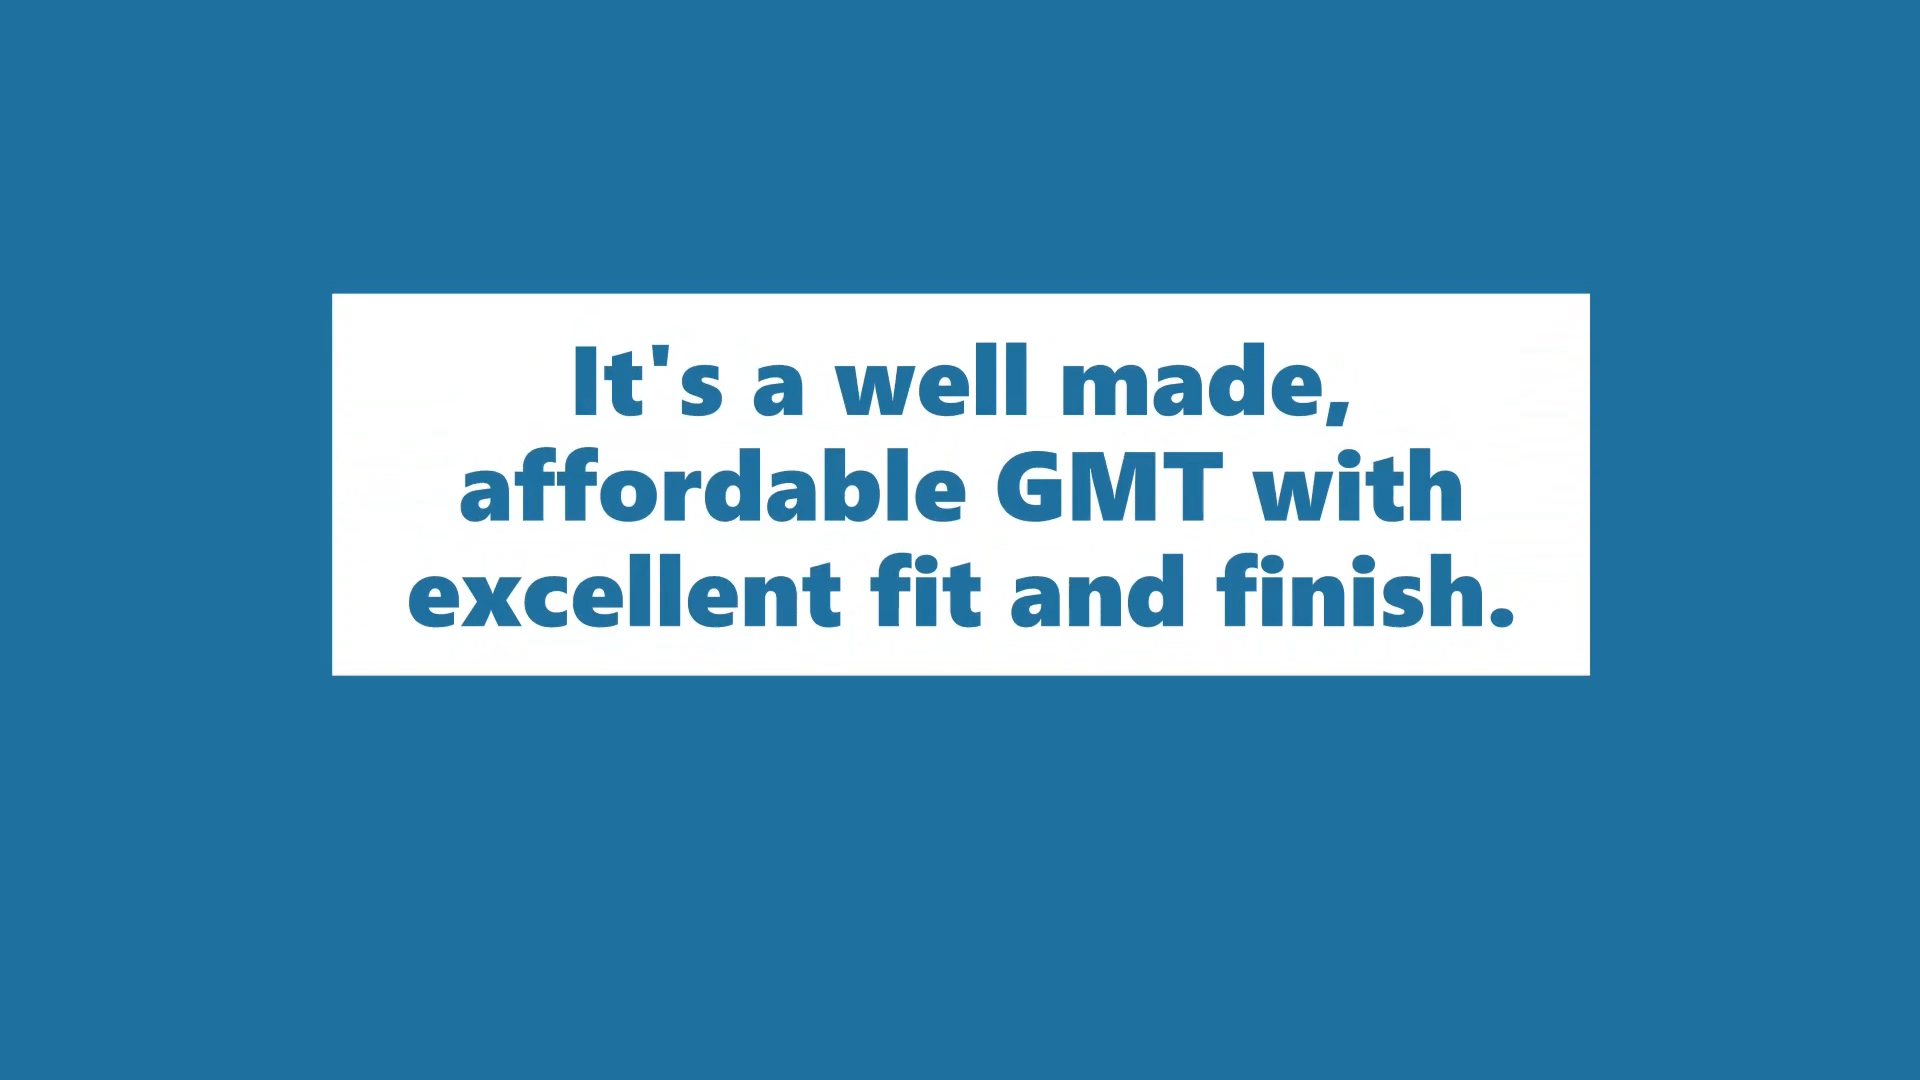 It's a well made,
affordable GMT with
excellent fit and finish.